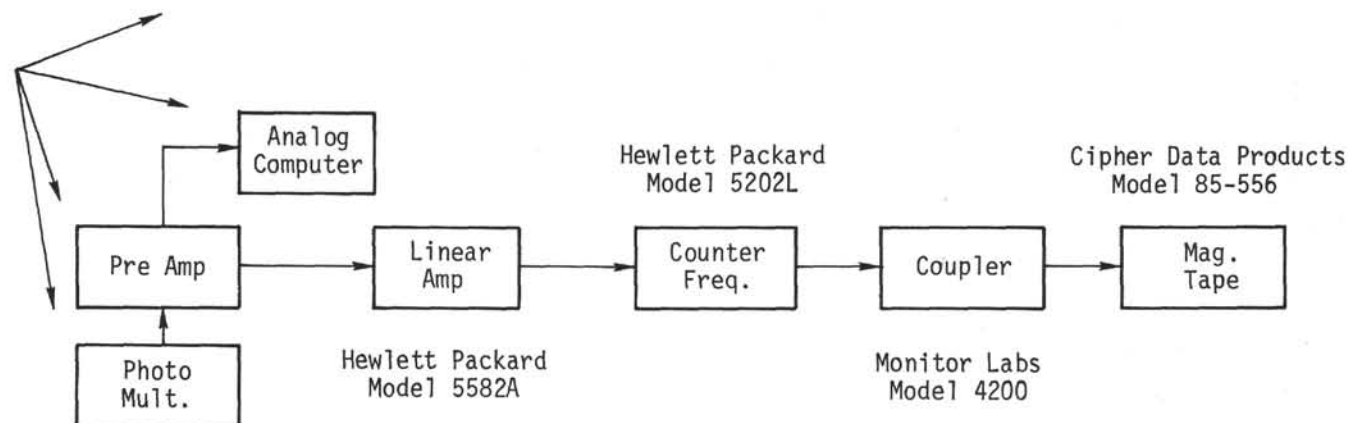 Analog
Computer
Hewlett Packard
Model 5202L
Cipher Data Products
Model 85-556
Pre Amp
Linear
Amp
Counter
Freq.
Coupler
Mag.
Tape
Photo
Mult.
Hewlett Packard
Model 5582A
Monitor Labs
Model 4200